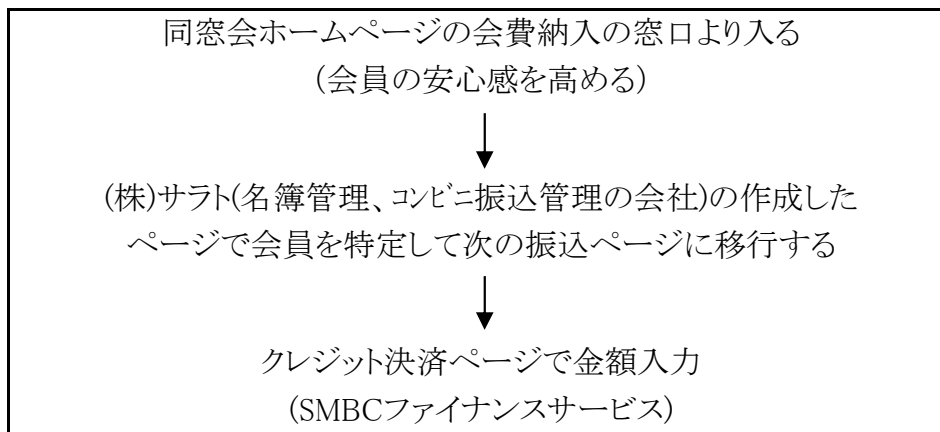 同窓会ホームページの会費納入の窓口より入る
(会員の安心感を高める)
(株)サラト(名簿管理、コンビニ振込管理の会社)の作成した
ページで会員を特定して次の振込ページに移行する
クレジット決済ページで金額入力
(SMBCファイナンスサービス)